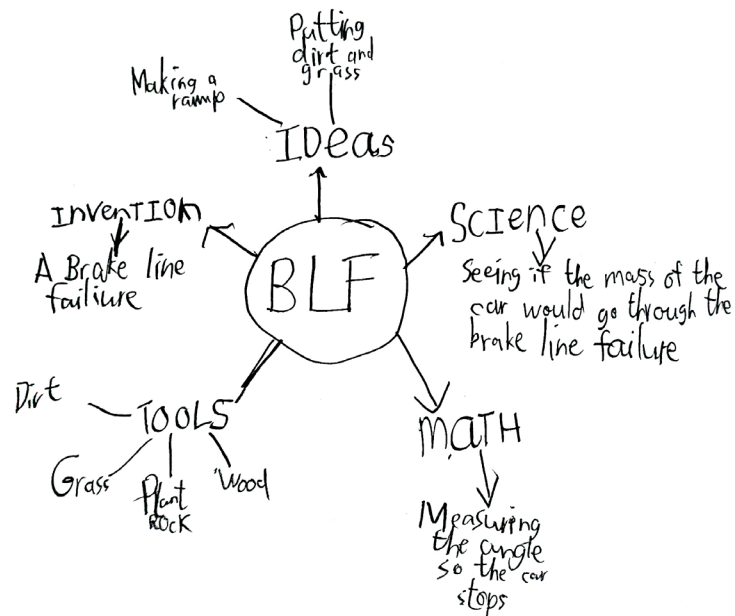 Putting
dirt and
grass
Making a
ramp
IDeas
InvenTIOn
A Brake line
failiure
BLF
SCIence
Seeing if the mass of the
car would go through the
brake line failure
Dirt
TOOLS
Grass
Plant
ROCK
Wood
maTH
Measuring
the angle
so the car
stops